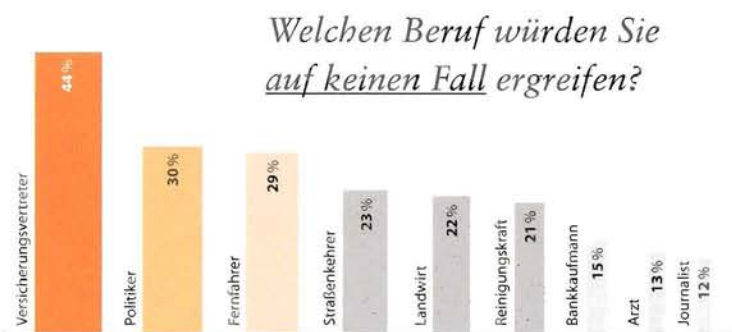 Welchen Beruf würden Sie
auf keinen Fall ergreifen?
Versicherungsvertreter
44 %
Politiker
30 %
Fernfahrer
29 %
Straßenkehrer
23 %
Landwirt
22 %
Reinigungskraft
21 %
Bankkaufmann
15 %
Arzt
13 %
Journalist
12 %